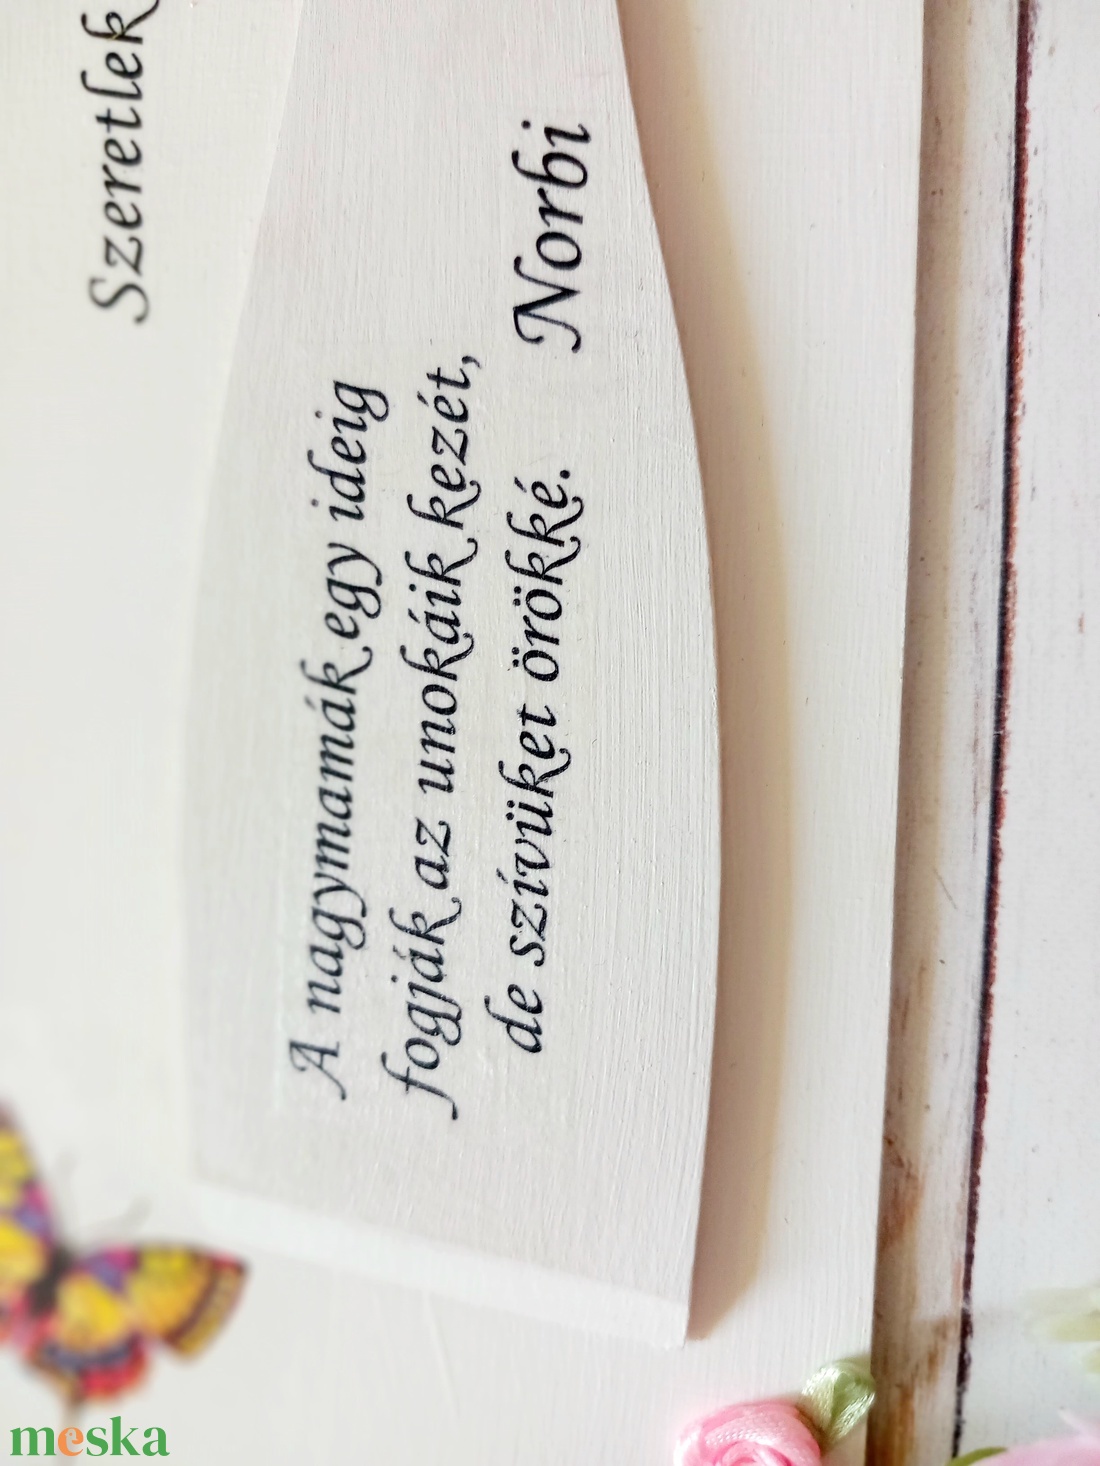 Szeretlek
A nagymamák egy ideig
fogják az unokáik kezét,
de szívüket örökké.
Norbi
meska